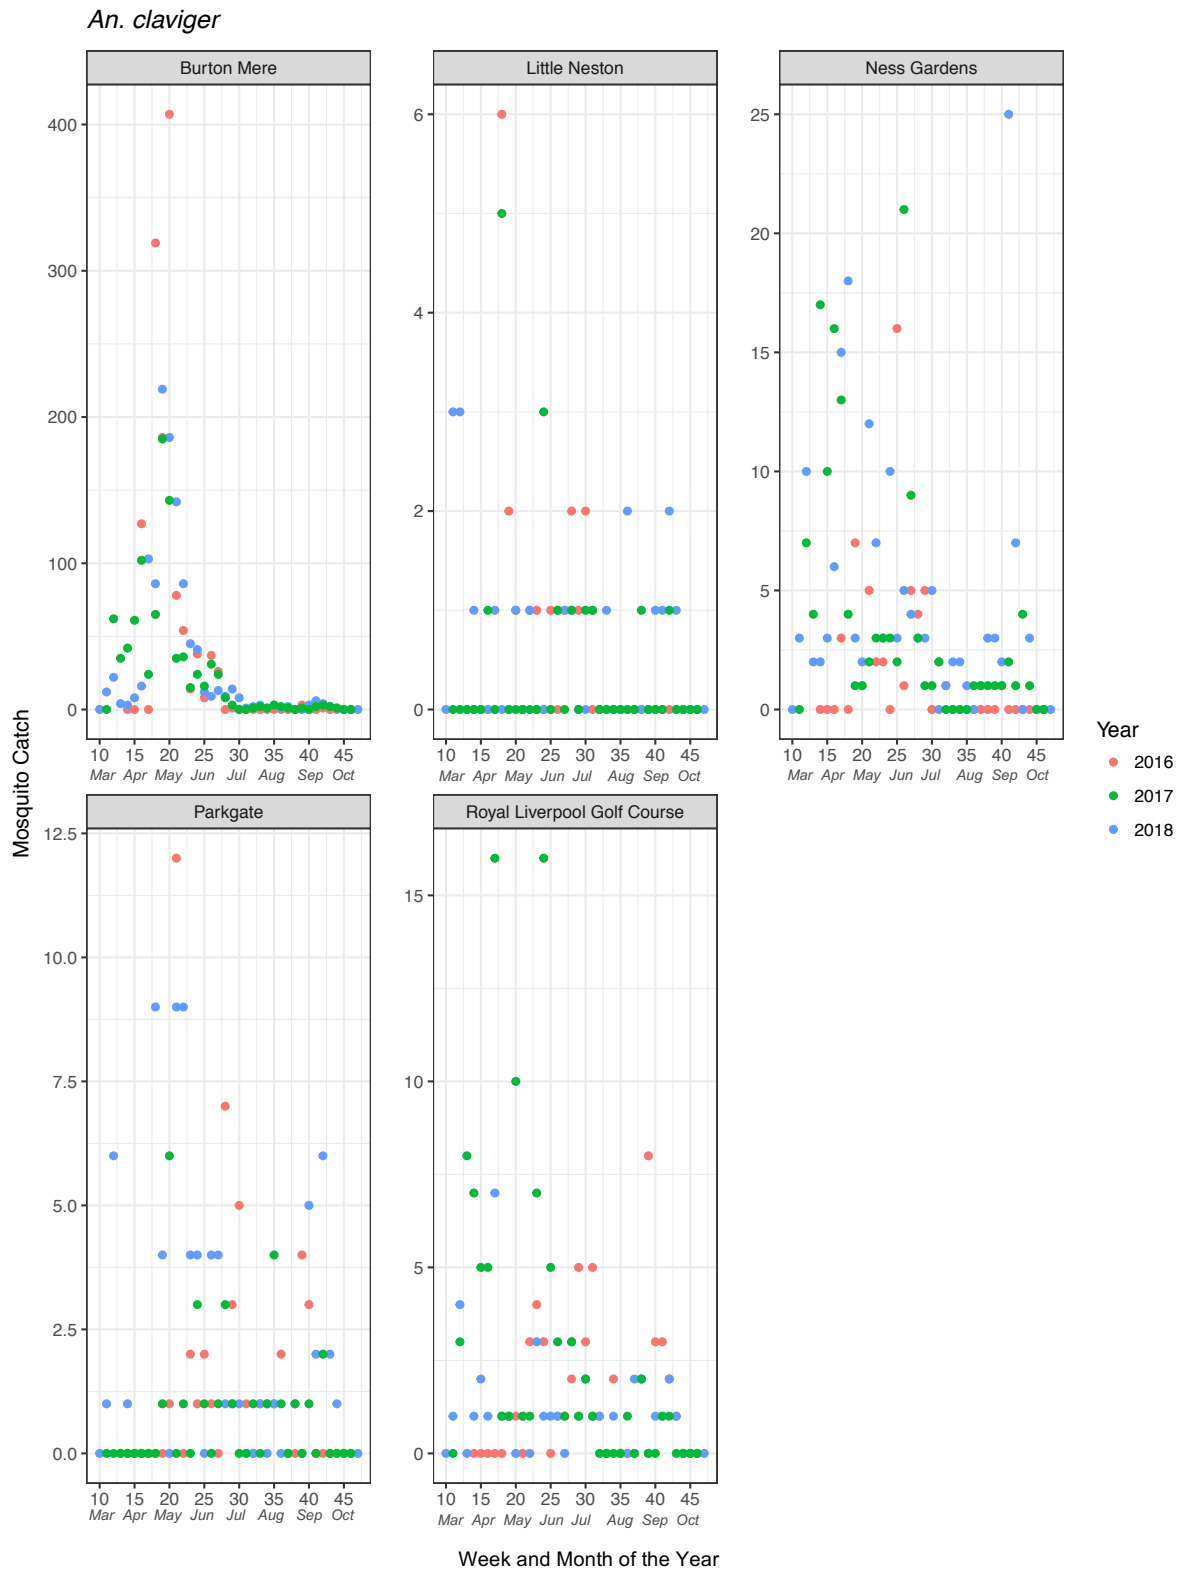 An. claviger
Burton Mere
Little Neston
Ness Gardens
400
300
200
100
0
6
4
2
0
25
20
15
10
5
0
10 15 20 25 30 35 40 45
Mar Apr May Jun Jul Aug Sep Oct
10 15 20 25 30 35 40 45
Mar Apr May Jun Jul Aug Sep Oct
10 15 20 25 30 35 40 45
Mar Apr May Jun Jul Aug Sep Oct
Mosquito Catch
Year
2016
2017
2018
Parkgate
Royal Liverpool Golf Course
12.5
10.0
7.5
5.0
2.5
0.0
15
10
5
0
10 15 20 25 30 35 40 45
Mar Apr May Jun Jul Aug Sep Oct
10 15 20 25 30 35 40 45
Mar Apr May Jun Jul Aug Sep Oct
Week and Month of the Year